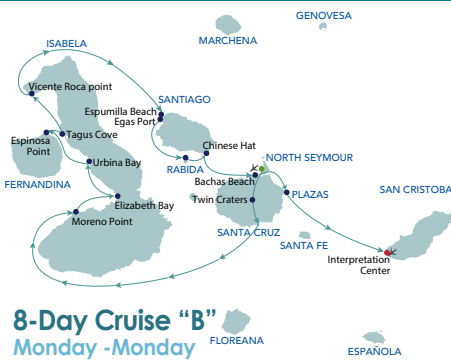 GENOVESA
MARCHENA
ISABELA
Vicente Roca point
SANTIAGO
Espumilla Beach
Egas Port
Tagus Cove
Espinosa
Point
Chinese Hat
Urbina Bay
RABIDA
NORTH SEYMOUR
Bachas Beach
FERNANDINA
Elizabeth Bay
Twin Craters
PLAZAS
SAN CRISTOBA
Moreno Point
SANTA CRUZ
SANTA FE
Interpretation
Center
8-Day Cruise “B”
Monday -Monday
FLOREANA
ESPAÑOLA